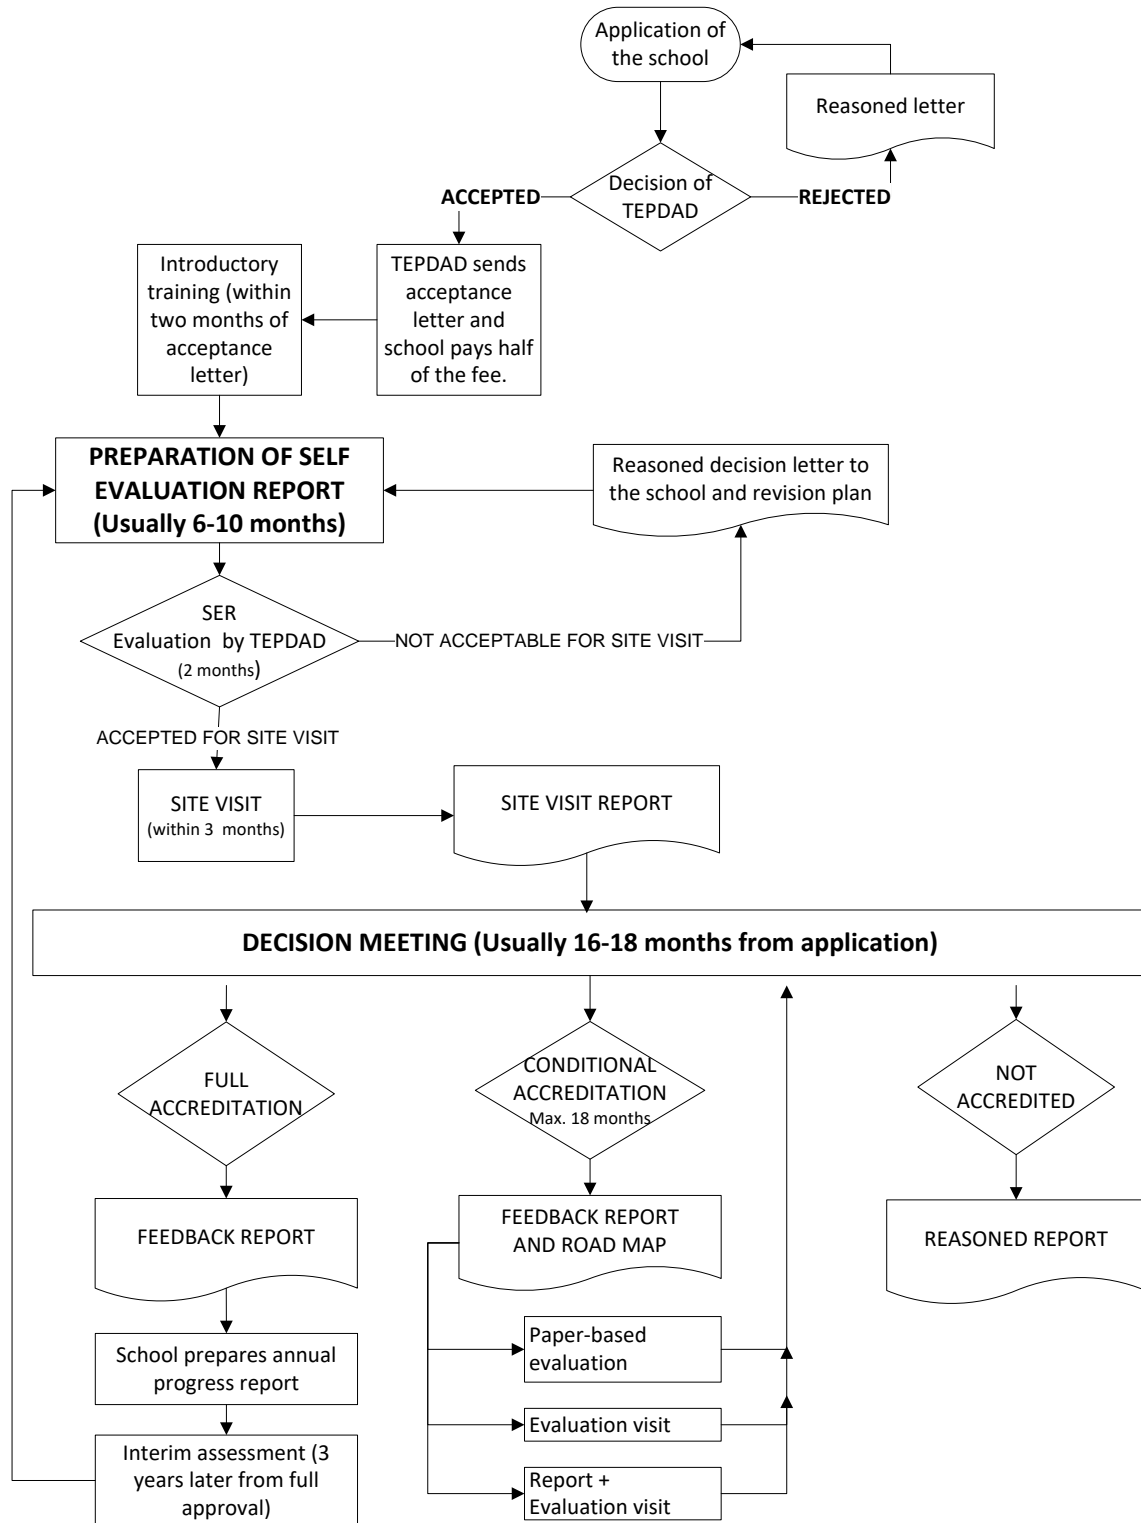 Application of
the school
Reasoned letter
Decision of
TEPDAD
ACCEPTED
REJECTED
Introductory
training (within
two months of
acceptance
letter)
TEPDAD sends
acceptance
letter and
school pays half
of the fee.
PREPARATION OF SELF
EVALUATION REPORT
(Usually 6-10 months)
Reasoned decision letter to
the school and revision plan
SER
Evaluation by TEPDAD
(2 months)
NOT ACCEPTABLE FOR SITE VISIT
ACCEPTED FOR SITE VISIT
SITE VISIT
(within 3 months)
SITE VISIT REPORT
DECISION MEETING (Usually 16-18 months from application)
FULL
ACCREDITATION
CONDITIONAL
ACCREDITATION
Max. 18 months
NOT
ACCREDITED
FEEDBACK REPORT
FEEDBACK REPORT
AND ROAD MAP
REASONED REPORT
School prepares annual
progress report
Paper-based
evaluation
Evaluation visit
Interim assessment (3
years later from full
approval)
Report +
Evaluation visit